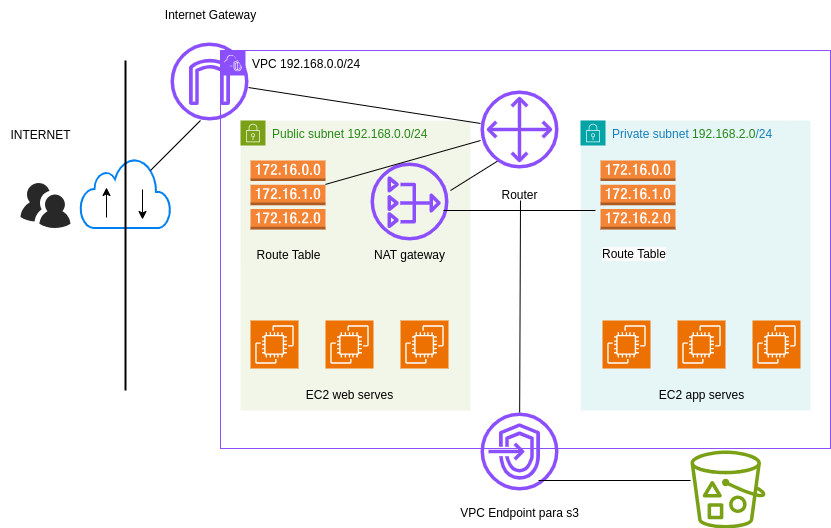 Internet Gateway
VPC 192.168.0.0/24
INTERNET
Public subnet 192.168.0.0/24
Private subnet 192.168.2.0/24
172.16.0.0
172.16.1.0
172.16.2.0
Route Table
NAT gateway
Router
172.16.0.0
172.16.1.0
172.16.2.0
Route Table
EC2 web serves
EC2 app serves
VPC Endpoint para s3